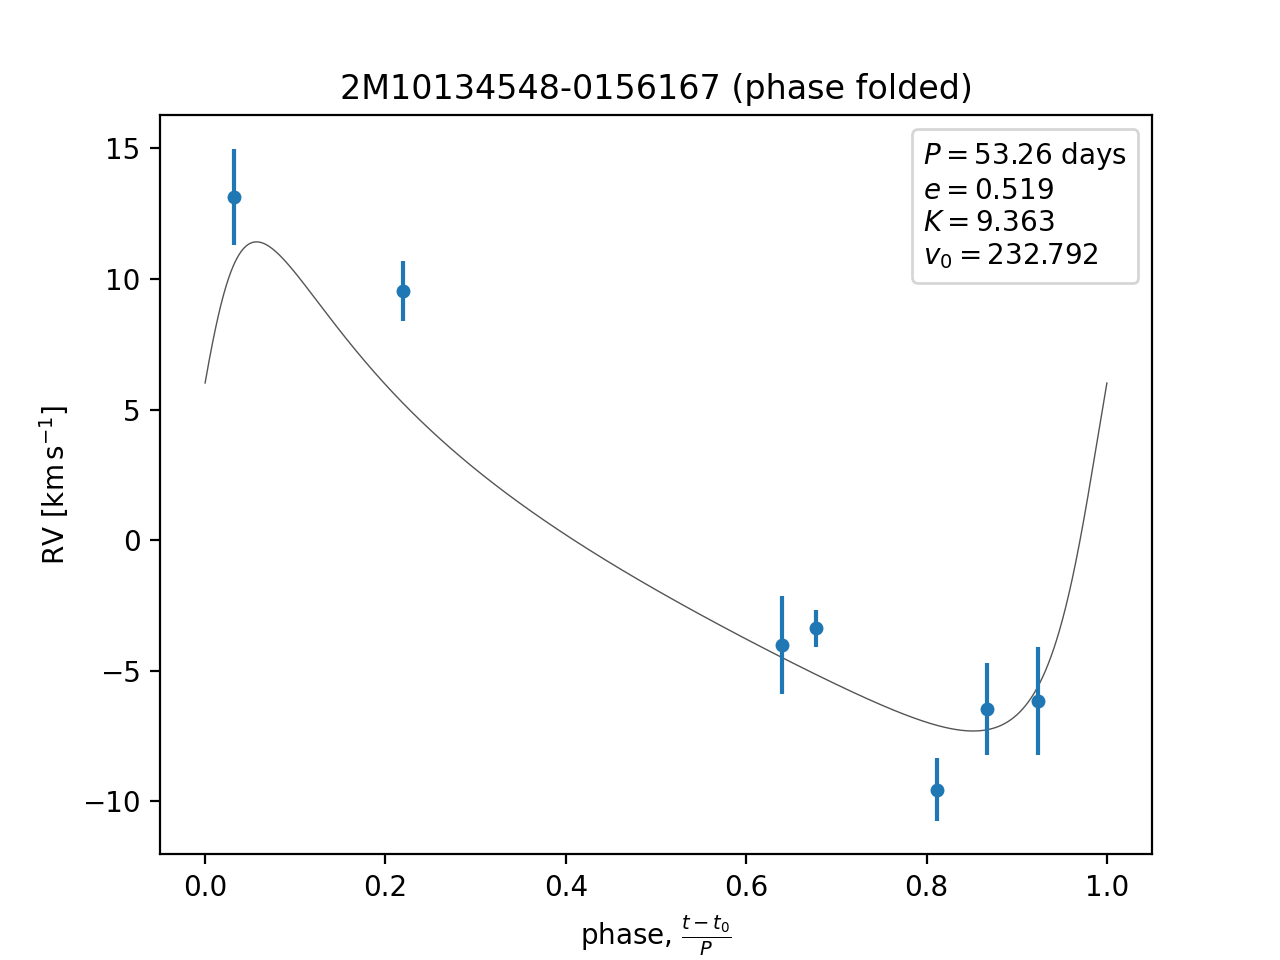 2M10134548-0156167 (phase folded)
P = 53.26 days
e = 0.519
K = 9.363
v₀ = 232.792
15
10
5
0
−5
−10
RV [km s⁻¹]
0.0 0.2 0.4 0.6 0.8 1.0
phase, (t − t₀)/P